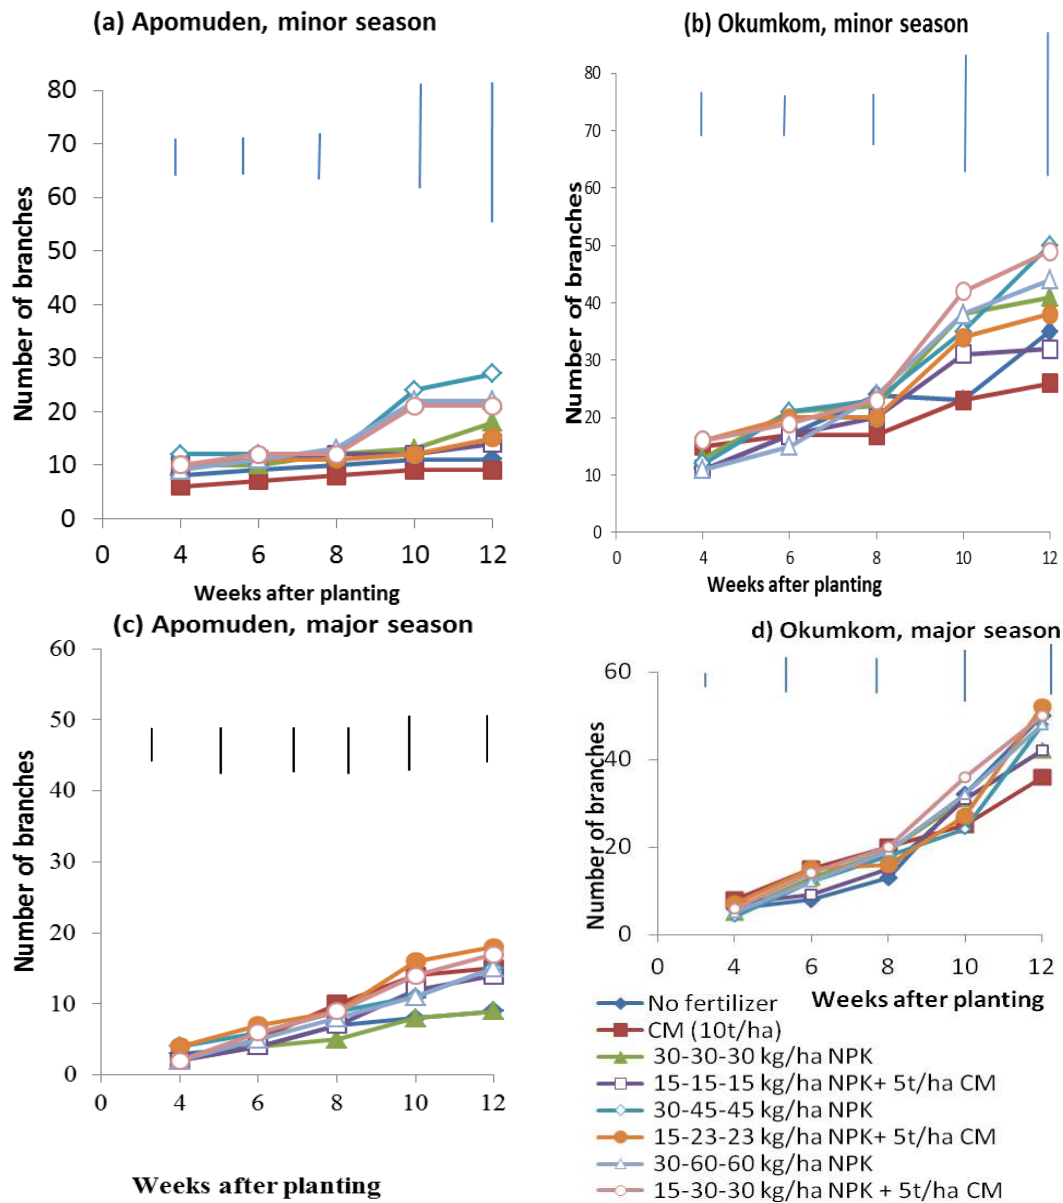 (a) Apomuden, minor season
Number of branches
80
70
60
50
40
30
20
10
0
0 4 6 8 10 12
Weeks after planting
(b) Okumkom, minor season
Number of branches
80
70
60
50
40
30
20
10
0
0 4 6 8 10 12
Weeks after planting
(c) Apomuden, major season
Number of branches
60
50
40
30
20
10
0
0 4 6 8 10 12
Weeks after planting
d) Okumkom, major season
Number of branches
60
40
20
0
0 4 6 8 10 12
Weeks after planting
No fertilizer
CM (10t/ha)
30-30-30 kg/ha NPK
15-15-15 kg/ha NPK+ 5t/ha CM
30-45-45 kg/ha NPK
15-23-23 kg/ha NPK+ 5t/ha CM
30-60-60 kg/ha NPK
15-30-30 kg/ha NPK + 5t/ha CM